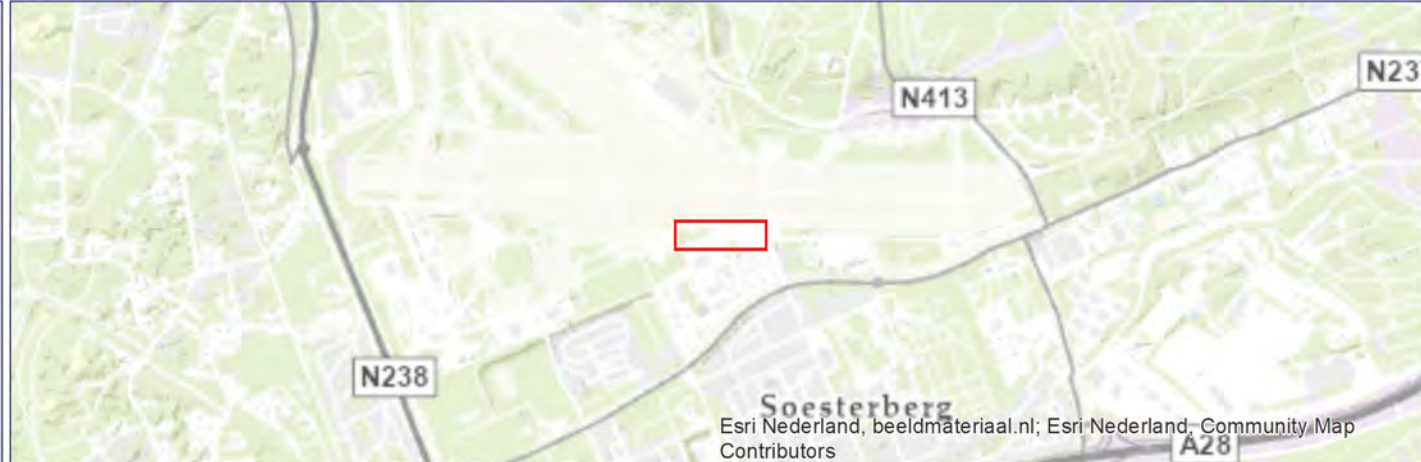 N237
N413
N238
Soesterberg
Esri Nederland, beeldmateriaal.nl; Esri Nederland, Community Map
Contributors
A28